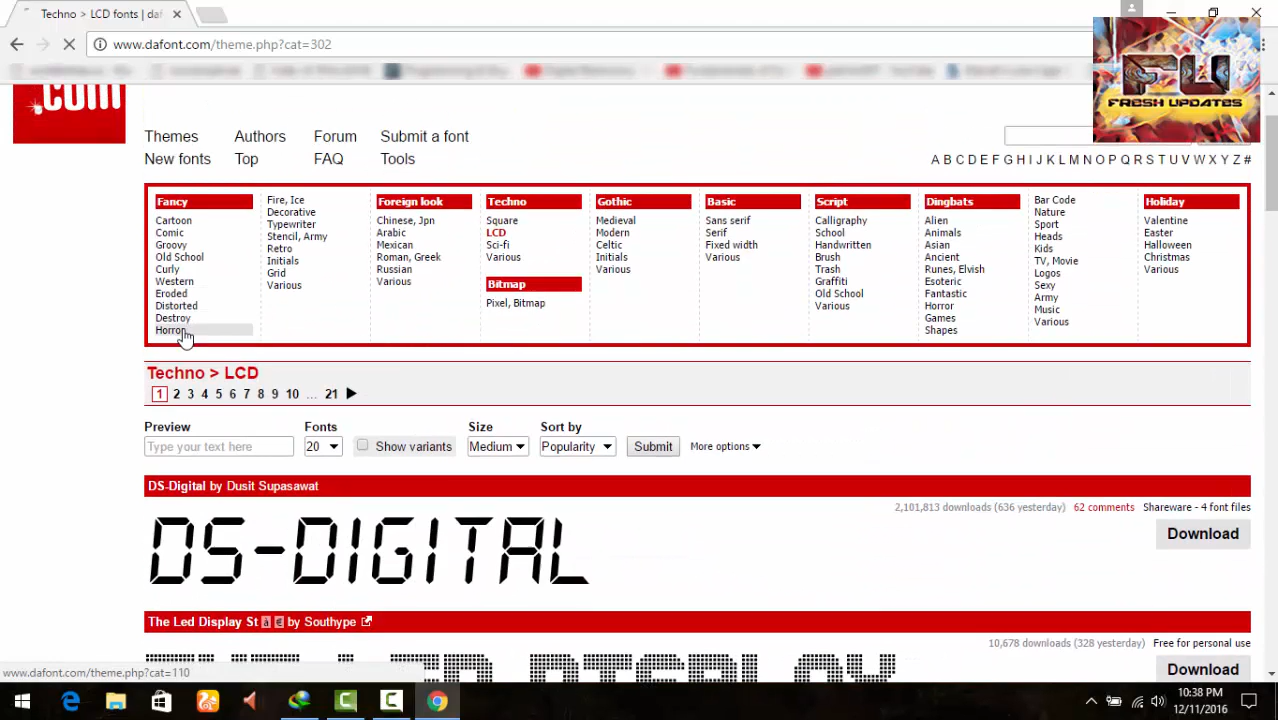 Techno > LCD fonts | daf
www.dafont.com/theme.php?cat=302
.com
FU
FRESH UPDATES
Themes Authors Forum Submit a font
New fonts Top FAQ Tools
A B C D E F G H I J K L M N O P Q R S T U V W X Y Z #
Fancy
Cartoon
Comic
Groovy
Old School
Curly
Western
Eroded
Distorted
Destroy
Horror
Fire, Ice
Decorative
Typewriter
Stencil, Army
Retro
Initials
Grid
Various
Foreign look
Chinese, Jpn
Arabic
Mexican
Roman, Greek
Russian
Various
Techno
Square
LCD
Sci-fi
Various
Bitmap
Pixel, Bitmap
Gothic
Medieval
Modern
Celtic
Initials
Various
Basic
Sans serif
Serif
Fixed width
Various
Script
Calligraphy
School
Handwritten
Brush
Trash
Graffiti
Old School
Various
Dingbats
Alien
Animals
Asian
Ancient
Runes, Elvish
Esoteric
Fantastic
Horror
Games
Shapes
Bar Code
Nature
Sport
Heads
Kids
TV, Movie
Logos
Sexy
Army
Music
Various
Holiday
Valentine
Easter
Halloween
Christmas
Various
Techno > LCD
1 2 3 4 5 6 7 8 9 10 ... 21
Preview Fonts Size Sort by
Type your text here 20 Show variants Medium Popularity Submit More options
DS-Digital by Dusit Supasawat
2,101,813 downloads (636 yesterday) 62 comments Shareware - 4 font files
DS-DIGITAL
Download
The Led Display St à € by Southype
10,678 downloads (328 yesterday) Free for personal use
THE LED DISPLAY
Download
www.dafont.com/theme.php?cat=110
10:38 PM
12/11/2016